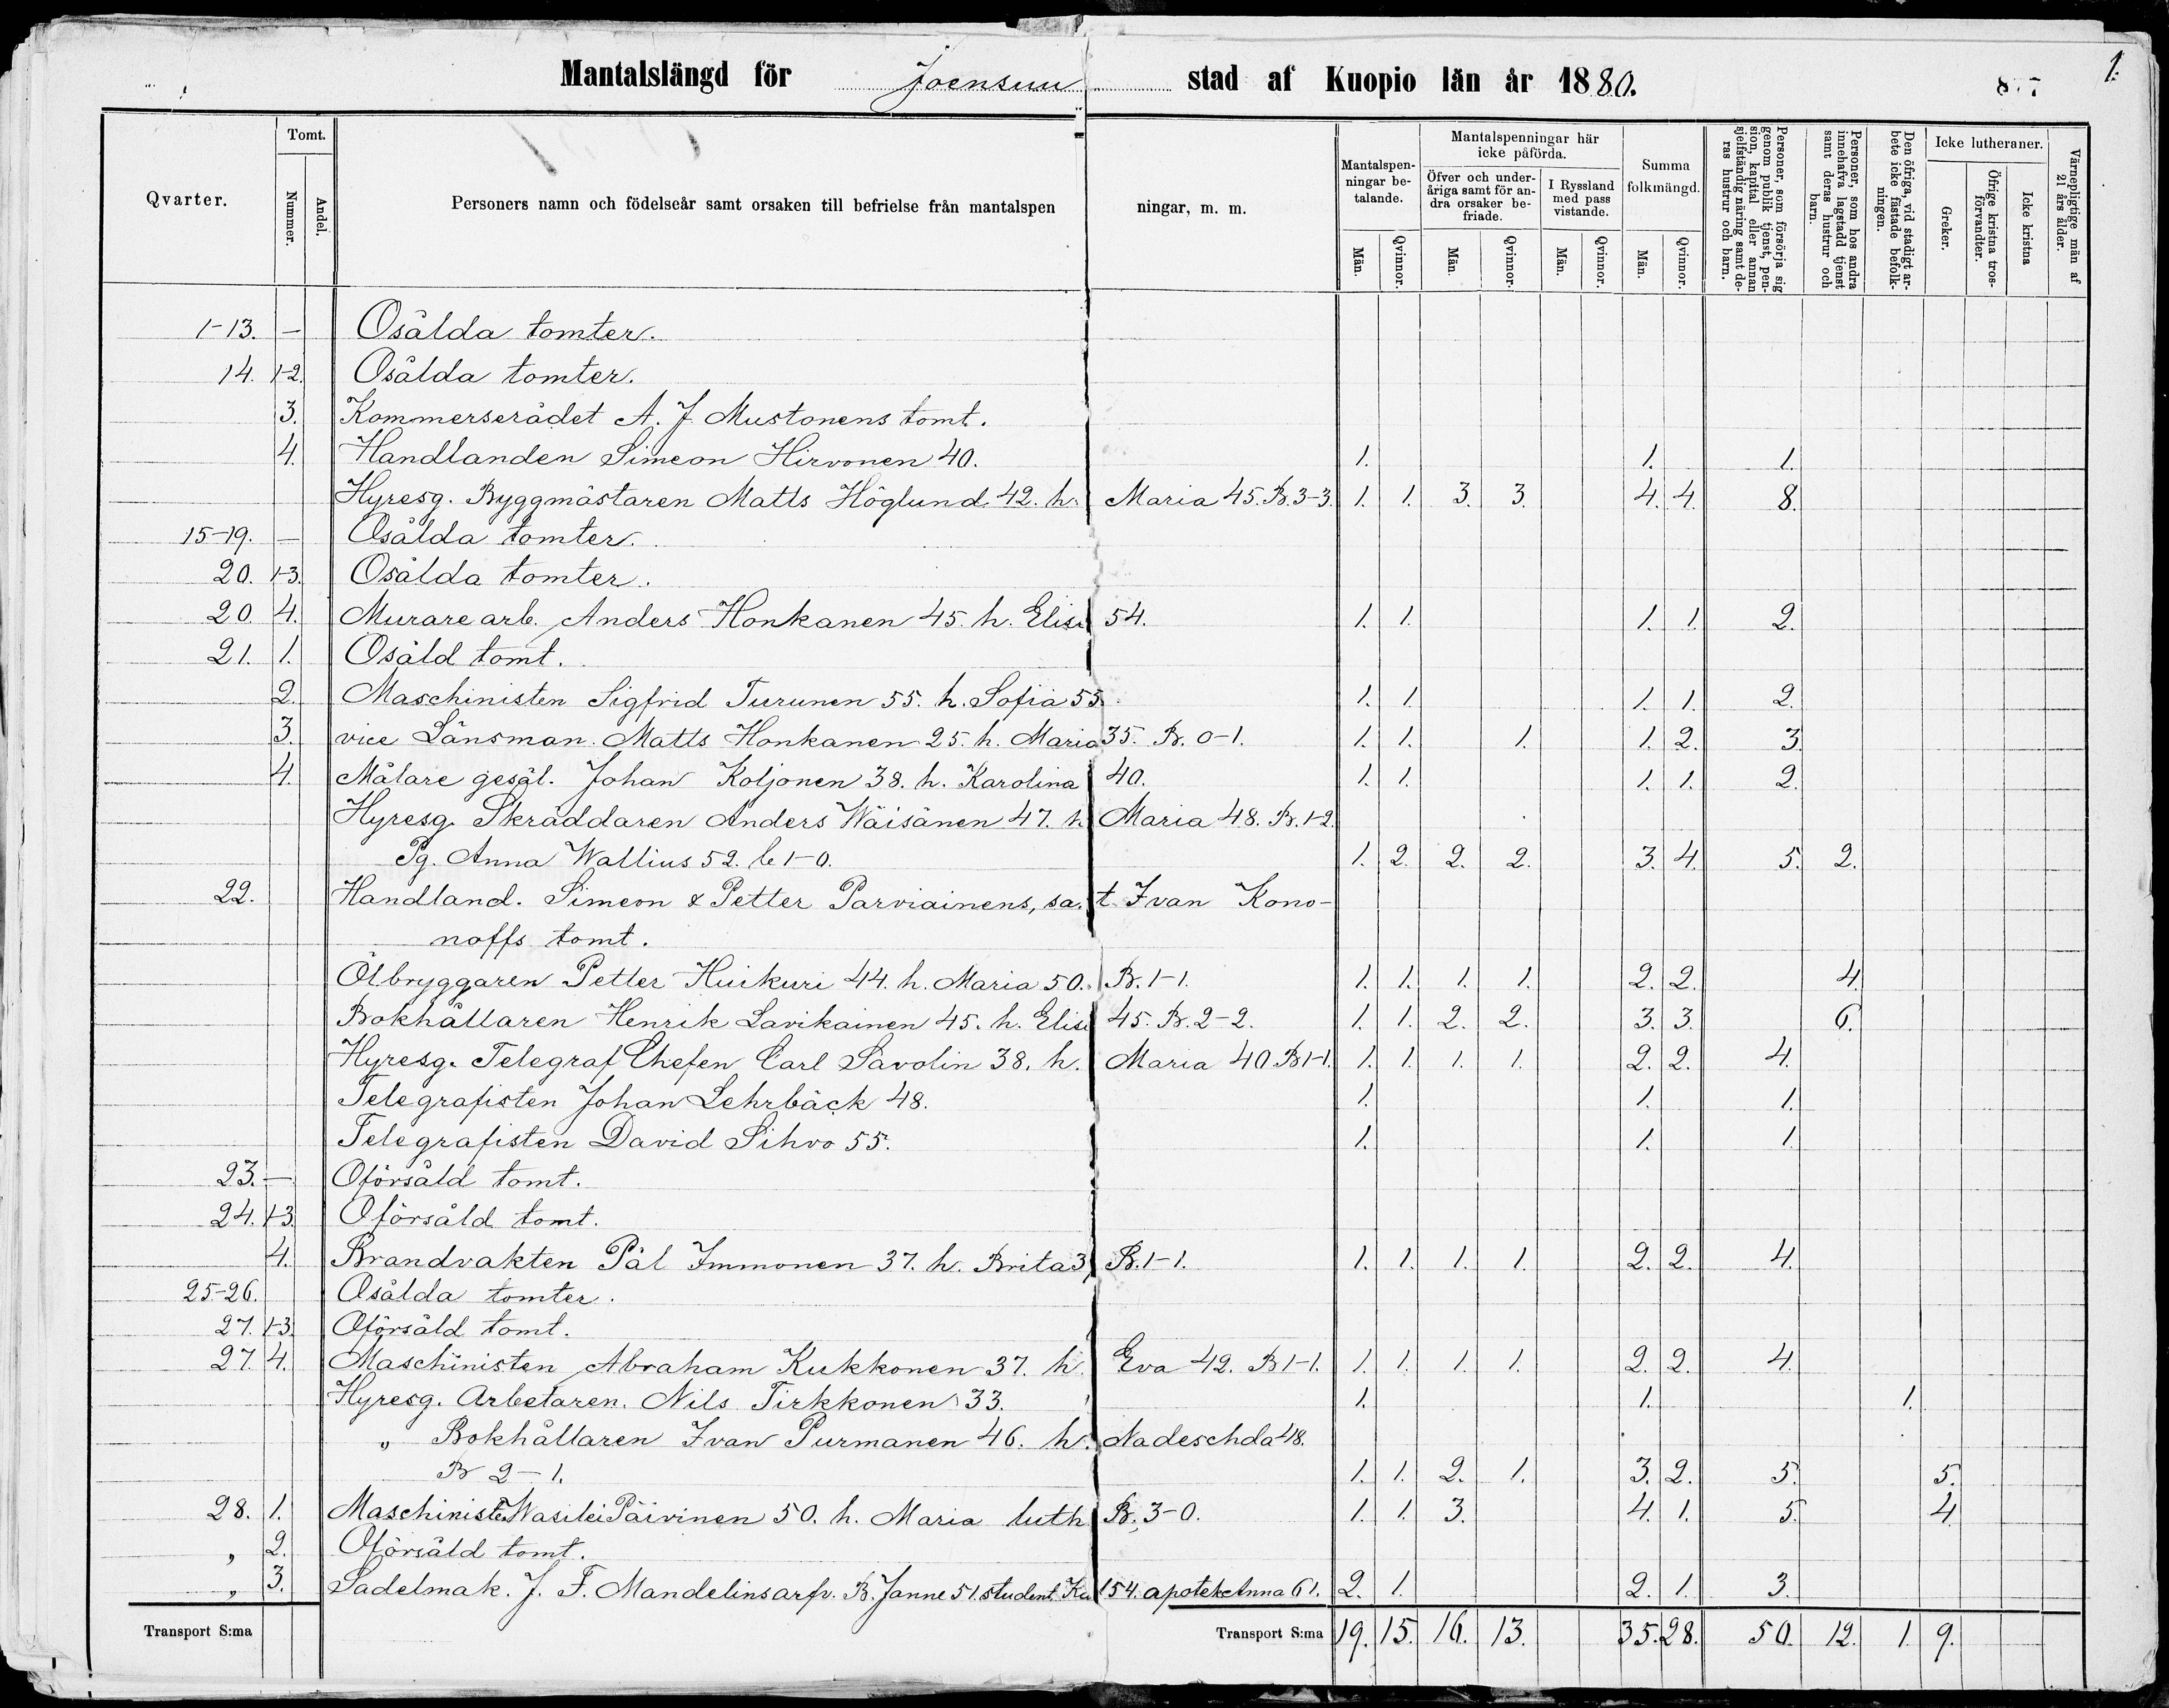 Mantalslängd för Joensuu stad af Kuopio län år 1880.
1.
Qvarter.
Tomt.
Nummer.
Andel.
Personers namn och födelseår samt orsaken till befrielse från mantalspenningar, m. m.
Mantalspenningar betalande.
Män.
Qvinnor.
Mantalspenningar här icke påförda.
Öfver och underåriga samt för andra orsaker befriade.
Män.
Qvinnor.
I Ryssland med pass vistande.
Män.
Qvinnor.
Summa folkmängd.
Män.
Qvinnor.
Personer, som försörja sig genom publik tjenst, pension, kapital eller annan sjelfständig näring samt deras hustrur och barn.
Personer, som hos andra innehafva lagstadd tjenst samt deras hustrur och barn.
Den öfriga, vid stadigt arbete icke fästade befolkningen.
Icke lutheraner.
Greker.
Öfrige kristna trosförvandter.
Icke kristna
Värnepligtige män af 21 års ålder.
1-13. — Osålda tomter.
14. 1-2. Osålda tomter.
3. Kommerserådet A. J. Mustonens tomt.
4. Handlanden Simeon Hirvonen 40. 1. 1. 1.
Hyresg. Byggmästaren Matts Höglund 42. h. Maria 45. B. 3-3. 1. 1. 3. 3. 4. 4. 8.
15-19. — Osålda tomter.
20. 1-3. Osålda tomter.
20. 4. Murare arb. Anders Honkanen 45. h. Elisa 54. 1. 1. 1. 1. 2.
21. 1. Osåld tomt.
2. Maschinisten Sigfrid Turunen 55. h. Sofia 55. 1. 1. 1. 1. 2.
3. vice Länsman. Matts Honkanen 25. h. Maria 35. B. 0-1. 1. 1. 1. 1. 2. 3.
4. Målare gesäl. Johan Koljonen 38. h. Karolina 40. 1. 1. 1. 1. 2.
Hyresg. Skräddaren Anders Wäisänen 47. h. Maria 48. B. 1-2.
Pg. Anna Wallius 52. b 1-0. 1. 2. 2. 2. 3. 4. 5. 2.
22. Handland. Simeon & Petter Parviainens, sa. t. Ivan Kono-
noffs tomt.
Ölbryggaren Petter Huikuri 44. h. Maria 50. B. 1-1. 1. 1. 1. 1. 2. 2. 4.
Bokhållaren Henrik Lavikainen 45. h. Elisa 45. B. 2-2. 1. 1. 2. 2. 3. 3. 6.
Hyresg. Telegraf Chefen Carl Savolin 38. h. Maria 40 B 1-1. 1. 1. 1. 1. 2. 2. 4.
Telegrafisten Johan Lehrbäck 48. 1. 1. 1.
Telegrafisten David Sihvo 55. 1. 1. 1.
23. — Oförsåld tomt.
24. 1-3. Oförsåld tomt.
4. Brandvakten Pål Immonen 37. h. Brita 3 B. 1-1. 1. 1. 1. 1. 2. 2. 4.
25-26. Osålda tomter.
27. 1-3. Oförsåld tomt.
27. 4. Maschinisten Abraham Kukkonen 37. h. Eva 42. B 1-1. 1. 1. 1. 1. 2. 2. 4.
Hyresg. Arbetaren. Nils Tirkkonen 33. 1. 1. 1.
" Bokhållaren Ivan Purmanen 46. h. Nadeschda 48.
B 2-1. 1. 1. 2. 1. 3. 2. 5. 5.
28. 1. Maschinisten Wasilei Päivinen 50. h. Maria luth B. 3-0. 1. 1. 3. 4. 1. 5. 4.
" 2. Oförsåld tomt.
" 3. Sadelmak. J. F. Mandelins arfv. B. Janne 51. student. 54. apotek. Anna 61. 2. 1. 2. 1. 3.
Transport S:ma Transport S:ma 19. 15. 16. 13. 35. 28. 50. 12. 1. 9.